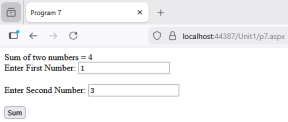 Program 7
localhost:44387/Unit1/p7.aspx
Sum of two numbers = 4
Enter First Number: 1
Enter Second Number: 3
Sum